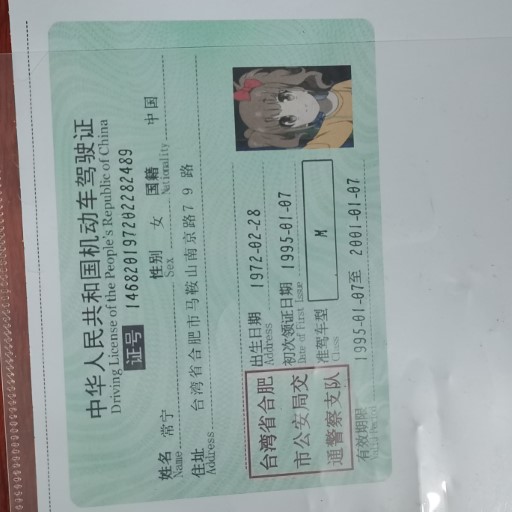 中华人民共和国机动车驾驶证
Driving License of the People's Republic of China
证号 146820197202282489
姓名 常宁 性别 女 国籍 中国
Name Sex Nationality
住址 台湾省合肥市马鞍山南京路79路
Address
出生日期 1972-02-28
Address
初次领证日期 1995-01-07
Date of First Issue
准驾车型 M
Class
有效期限 1995-01-07至 2001-01-07
Valid Period
台湾省合肥
市公安局交
通警察支队